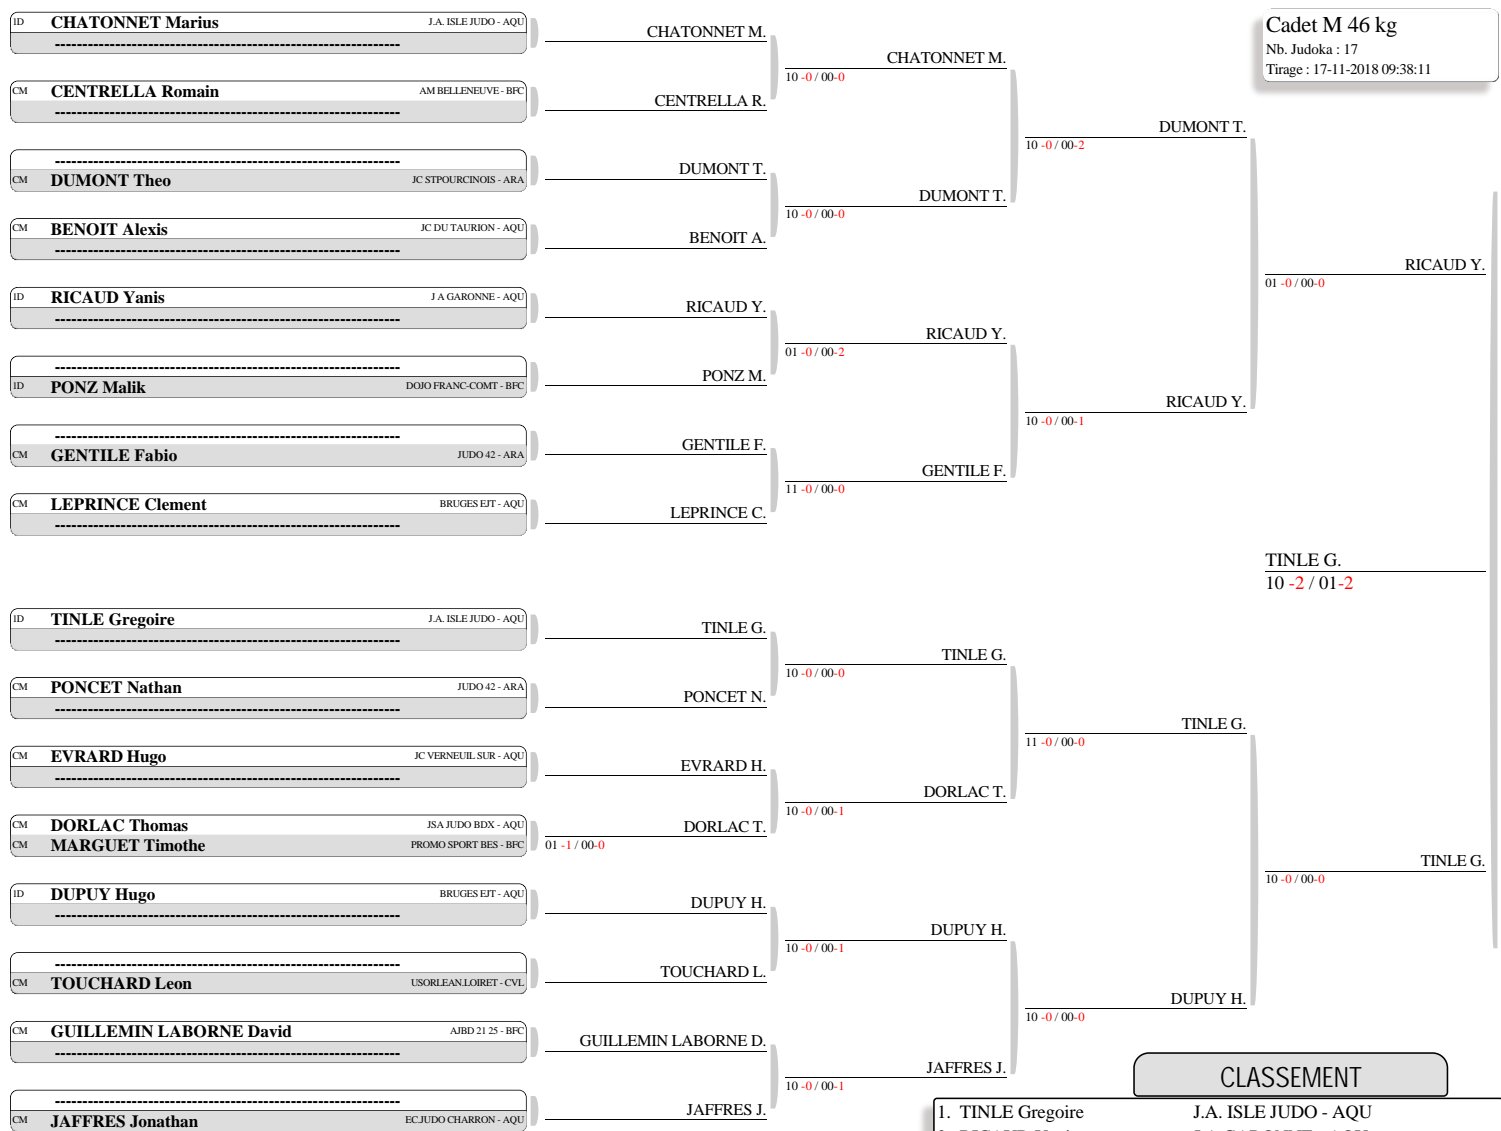 1D CHATONNET Marius J.A. ISLE JUDO - AQU
----------------------------------------------------------------
CM CENTRELLA Romain AM BELLENEUVE - BFC
----------------------------------------------------------------
----------------------------------------------------------------
CM DUMONT Theo JC STPOURCINOIS - ARA
CM BENOIT Alexis JC DU TAURION - AQU
----------------------------------------------------------------
1D RICAUD Yanis J A GARONNE - AQU
----------------------------------------------------------------
----------------------------------------------------------------
1D PONZ Malik DOJO FRANC-COMT - BFC
----------------------------------------------------------------
CM GENTILE Fabio JUDO 42 - ARA
CM LEPRINCE Clement BRUGES EJT - AQU
----------------------------------------------------------------
1D TINLE Gregoire J.A. ISLE JUDO - AQU
----------------------------------------------------------------
CM PONCET Nathan JUDO 42 - ARA
----------------------------------------------------------------
CM EVRARD Hugo JC VERNEUIL SUR - AQU
----------------------------------------------------------------
CM DORLAC Thomas JSA JUDO BDX - AQU
CM MARGUET Timothe PROMO SPORT BES - BFC
1D DUPUY Hugo BRUGES EJT - AQU
----------------------------------------------------------------
----------------------------------------------------------------
CM TOUCHARD Leon USORLEAN.LOIRET - CVL
CM GUILLEMIN LABORNE David AJBD 21 25 - BFC
----------------------------------------------------------------
----------------------------------------------------------------
CM JAFFRES Jonathan EC.JUDO CHARRON - AQU
CHATONNET M.
CENTRELLA R.
DUMONT T.
BENOIT A.
RICAUD Y.
PONZ M.
GENTILE F.
LEPRINCE C.
TINLE G.
PONCET N.
EVRARD H.
DORLAC T.
01 -1 / 00-0
DUPUY H.
TOUCHARD L.
GUILLEMIN LABORNE D.
JAFFRES J.
CHATONNET M.
10 -0 / 00-0
DUMONT T.
10 -0 / 00-0
RICAUD Y.
01 -0 / 00-2
GENTILE F.
11 -0 / 00-0
TINLE G.
10 -0 / 00-0
DORLAC T.
10 -0 / 00-1
DUPUY H.
10 -0 / 00-1
JAFFRES J.
10 -0 / 00-1
DUMONT T.
10 -0 / 00-2
RICAUD Y.
10 -0 / 00-1
TINLE G.
11 -0 / 00-0
DUPUY H.
10 -0 / 00-0
Cadet M 46 kg
Nb. Judoka : 17
Tirage : 17-11-2018 09:38:11
RICAUD Y.
01 -0 / 00-0
TINLE G.
10 -2 / 01-2
TINLE G.
10 -0 / 00-0
CLASSEMENT
1. TINLE Gregoire J.A. ISLE JUDO - AQU